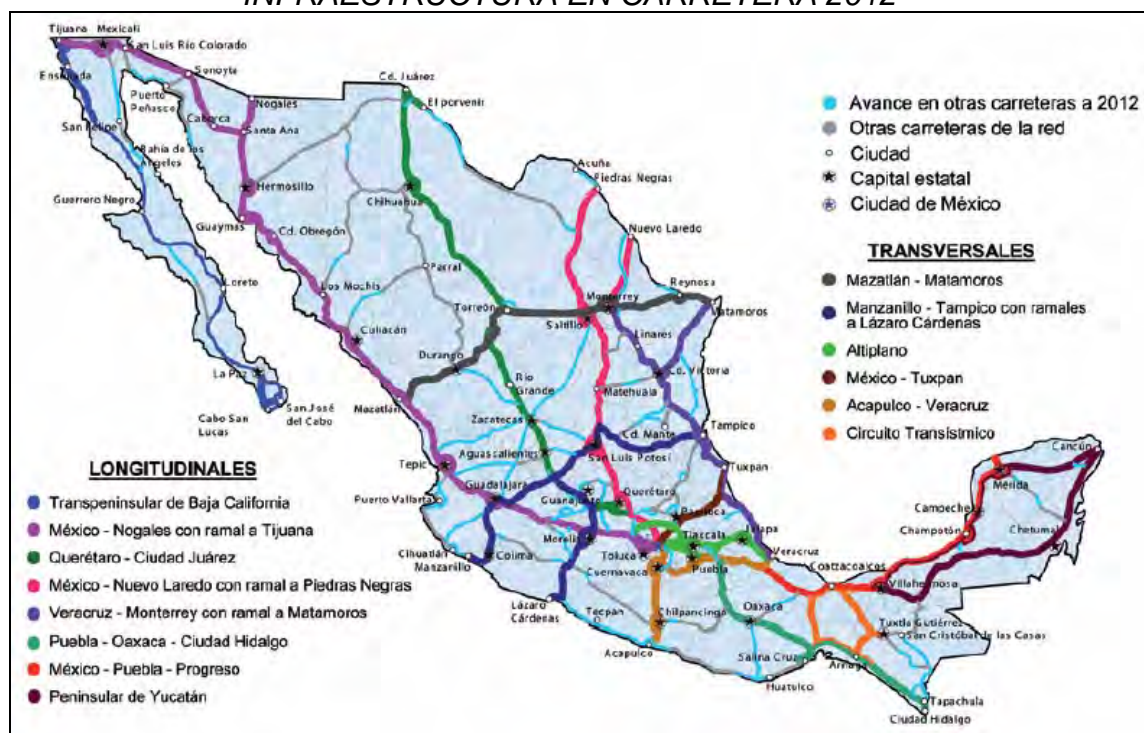 INFRAESTRUCTURA EN CARRETERA 2012
Tijuana Mexicali
San Luis Río Colorado
Ensenada
Sonoyta
Puerto
Peñasco
Nogales
Caborca
Santa Ana
San Felipe
Bahía de los
Ángeles
Guerrero Negro
Hermosillo
Guaymas
Cd. Obregón
Loreto
Los Mochis
Culiacán
La Paz
Cabo San
Lucas
San José
del Cabo
Cd. Juárez
El porvenir
Chihuahua
Parral
Acuña
Piedras Negras
Nuevo Laredo
Torreón
Saltillo
Monterrey
Reynosa
Matamoros
Linares
Durango
Mazatlán
Río
Grande
Matehuala
Cd. Victoria
Zacatecas
Cd. Mante
Tampico
Aguascalientes
San Luis Potosí
Tepic
Tuxpan
Puerto Vallarta
Guadalajara
Guanajuato
Querétaro
Pachuca
Jalapa
Cihuatlán
Manzanillo
Colima
Morelia
Toluca
Tlaxcala
Veracruz
Cuernavaca
Puebla
Lázaro
Cárdenas
Tecpan
Chilpancingo
Acapulco
Oaxaca
Salina Cruz
Huatulco
Coatzacoalcos
Villahermosa
Tuxtla Gutiérrez
San Cristóbal de las Casas
Arriaga
Tapachula
Ciudad Hidalgo
Cancún
Mérida
Campeche
Champotón
Chetumal
Avance en otras carreteras a 2012
Otras carreteras de la red
Ciudad
Capital estatal
Ciudad de México
TRANSVERSALES
Mazatlán - Matamoros
Manzanillo - Tampico con ramales
a Lázaro Cárdenas
Altiplano
México - Tuxpan
Acapulco - Veracruz
Circuito Transístmico
LONGITUDINALES
Transpeninsular de Baja California
México - Nogales con ramal a Tijuana
Querétaro - Ciudad Juárez
México - Nuevo Laredo con ramal a Piedras Negras
Veracruz - Monterrey con ramal a Matamoros
Puebla - Oaxaca - Ciudad Hidalgo
México - Puebla - Progreso
Peninsular de Yucatán